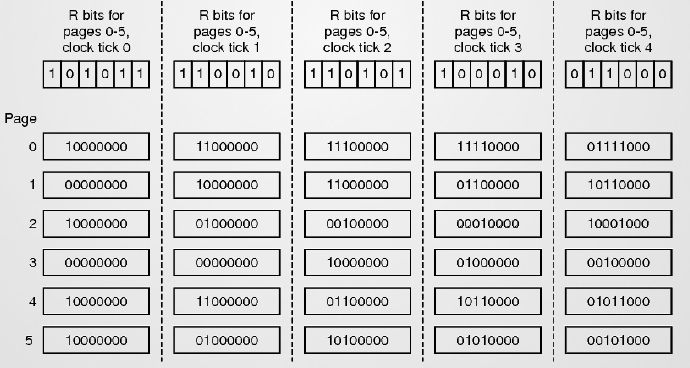 R bits for R bits for R bits for R bits for R bits for
pages 0-5, pages 0-5, pages 0-5, pages 0-5, pages 0-5,
clock tick 0 clock tick 1 clock tick 2 clock tick 3 clock tick 4
1 0 1 0 1 1 1 1 0 0 1 0 1 1 0 1 0 1 1 0 0 0 1 0 0 1 1 0 0 0
Page
0 10000000 11000000 11100000 11110000 01111000
1 00000000 10000000 11000000 01100000 10110000
2 10000000 01000000 00100000 00010000 10001000
3 00000000 00000000 10000000 01000000 00100000
4 10000000 11000000 01100000 10110000 01011000
5 10000000 01000000 10100000 01010000 00101000